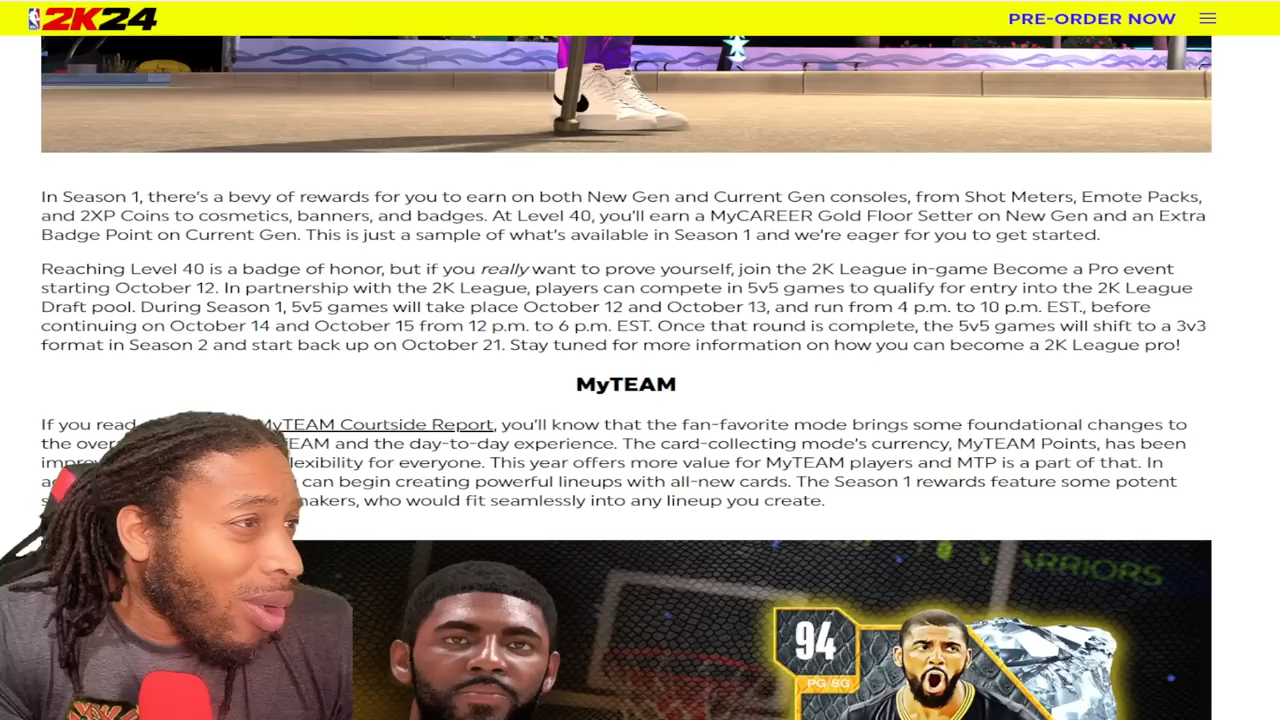 NBA 2K24
PRE-ORDER NOW
In Season 1, there's a bevy of rewards for you to earn on both New Gen and Current Gen consoles, from Shot Meters, Emote Packs,
and 2XP Coins to cosmetics, banners, and badges. At Level 40, you'll earn a MyCAREER Gold Floor Setter on New Gen and an Extra
Badge Point on Current Gen. This is just a sample of what's available in Season 1 and we're eager for you to get started.
Reaching Level 40 is a badge of honor, but if you really want to prove yourself, join the 2K League in-game Become a Pro event
starting October 12. In partnership with the 2K League, players can compete in 5v5 games to qualify for entry into the 2K League
Draft pool. During Season 1, 5v5 games will take place October 12 and October 13, and run from 4 p.m. to 10 p.m. EST., before
continuing on October 14 and October 15 from 12 p.m. to 6 p.m. EST. Once that round is complete, the 5v5 games will shift to a 3v3
format in Season 2 and start back up on October 21. Stay tuned for more information on how you can become a 2K League pro!
MyTEAM
If you read MyTEAM Courtside Report, you'll know that the fan-favorite mode brings some foundational changes to
the over TEAM and the day-to-day experience. The card-collecting mode's currency, MyTEAM Points, has been
impro lexibility for everyone. This year offers more value for MyTEAM players and MTP is a part of that. In
can begin creating powerful lineups with all-new cards. The Season 1 rewards feature some potent
makers, who would fit seamlessly into any lineup you create.
WARRIORS
94
PG/SG